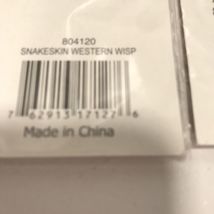 804120
SNAKESKIN WESTERN WISP
7 62913 17127 6
Made in China